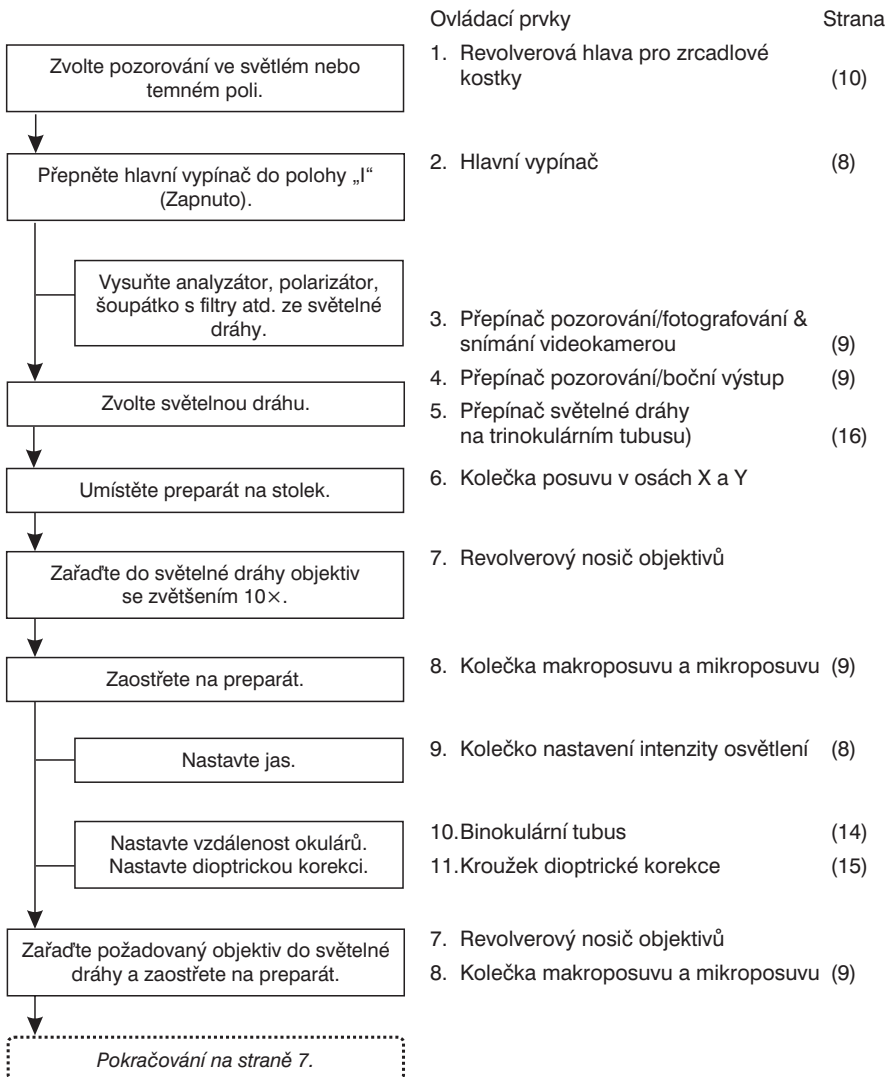 Ovládací prvky Strana
Zvolte pozorování ve světlém nebo
temném poli.
1. Revolverová hlava pro zrcadlové
kostky (10)
Přepněte hlavní vypínač do polohy „I“
(Zapnuto).
2. Hlavní vypínač (8)
Vysuňte analyzátor, polarizátor,
šoupátko s filtry atd. ze světelné
dráhy.
3. Přepínač pozorování/fotografování &
snímání videokamerou (9)
4. Přepínač pozorování/boční výstup (9)
Zvolte světelnou dráhu.
5. Přepínač světelné dráhy
na trinokulárním tubusu) (16)
Umístěte preparát na stolek.
6. Kolečka posuvu v osách X a Y
Zařaďte do světelné dráhy objektiv
se zvětšením 10×.
7. Revolverový nosič objektivů
Zaostřete na preparát.
8. Kolečka makroposuvu a mikroposuvu (9)
Nastavte jas.
9. Kolečko nastavení intenzity osvětlení (8)
Nastavte vzdálenost okulárů.
Nastavte dioptrickou korekci.
10.Binokulární tubus (14)
11.Kroužek dioptrické korekce (15)
Zařaďte požadovaný objektiv do světelné
dráhy a zaostřete na preparát.
7. Revolverový nosič objektivů
8. Kolečka makroposuvu a mikroposuvu (9)
Pokračování na straně 7.